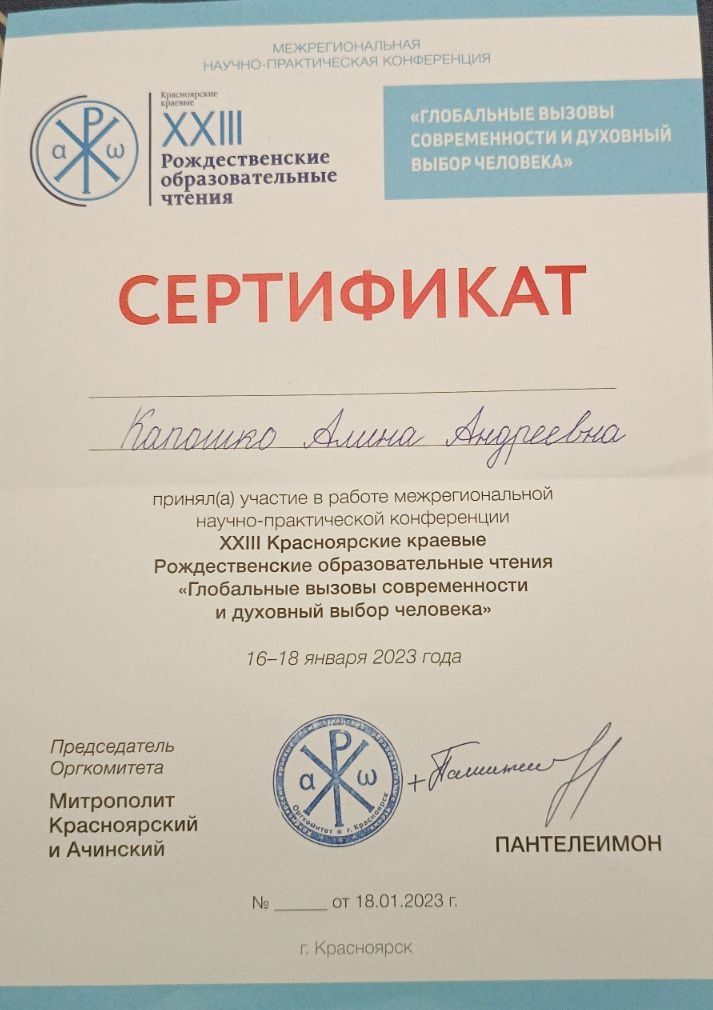 МЕЖРЕГИОНАЛЬНАЯ
НАУЧНО-ПРАКТИЧЕСКАЯ КОНФЕРЕНЦИЯ
Красноярские
краевые
XXIII
Рождественские
образовательные
чтения
α Ρ ω
«ГЛОБАЛЬНЫЕ ВЫЗОВЫ
СОВРЕМЕННОСТИ И ДУХОВНЫЙ
ВЫБОР ЧЕЛОВЕКА»
СЕРТИФИКАТ
Капошко Алина Андреевна
принял(а) участие в работе межрегиональной
научно-практической конференции
XXIII Красноярские краевые
Рождественские образовательные чтения
«Глобальные вызовы современности
и духовный выбор человека»
16–18 января 2023 года
Председатель
Оргкомитета
Митрополит
Красноярский
и Ачинский
α Ρ ω
Оргкомитет * г. Красноярск
ПАНТЕЛЕИМОН
№ ______ от 18.01.2023 г.
г. Красноярск